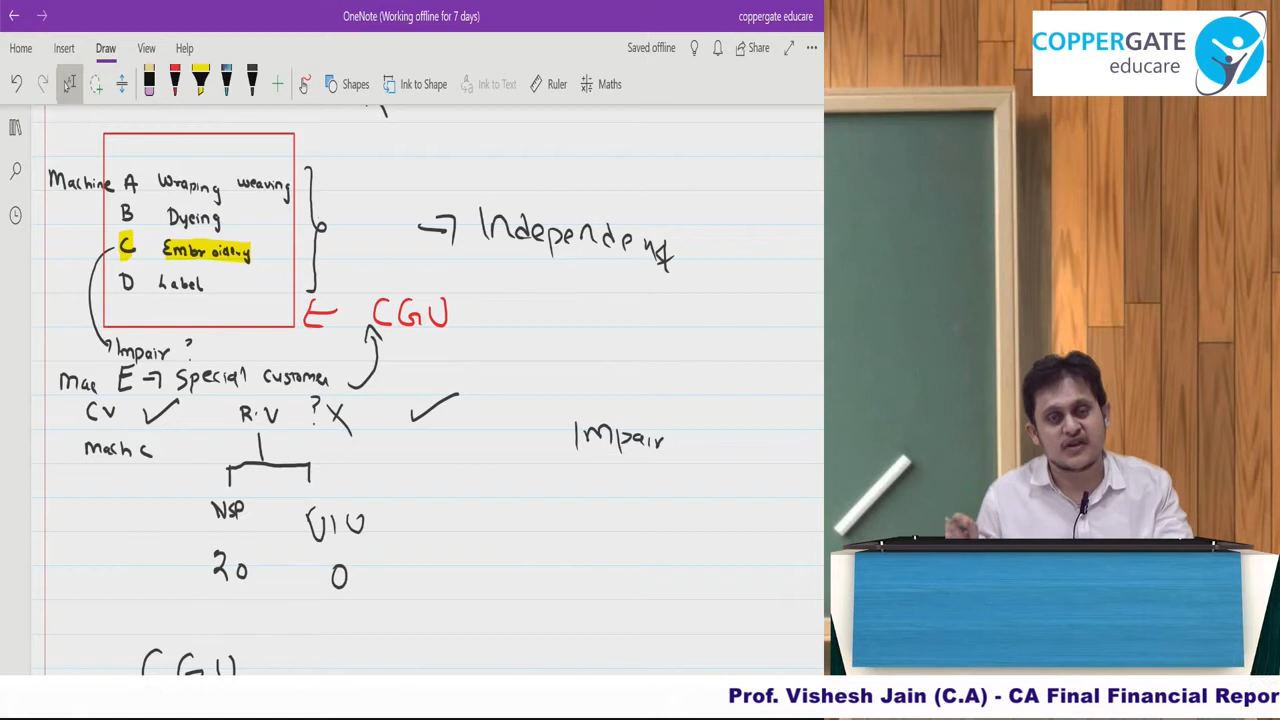 OneNote (Working offline for 7 days)
coppergate educare
Home Insert Draw View Help
Saved offline
Share
Shapes
Ink to Shape
Ink to Text
Ruler
Maths
COPPERGATE
educare
Machine A Wraping weaving
B Dyeing
C Embroidery
D Label
→ Independent
E CGU
Impair ?
Mac E → Special customer
CV ✓ R.V ? X ✓
Mach C
Impair
NSP VIU
20 0
CGU
Prof. Vishesh Jain (C.A) - CA Final Financial Repor